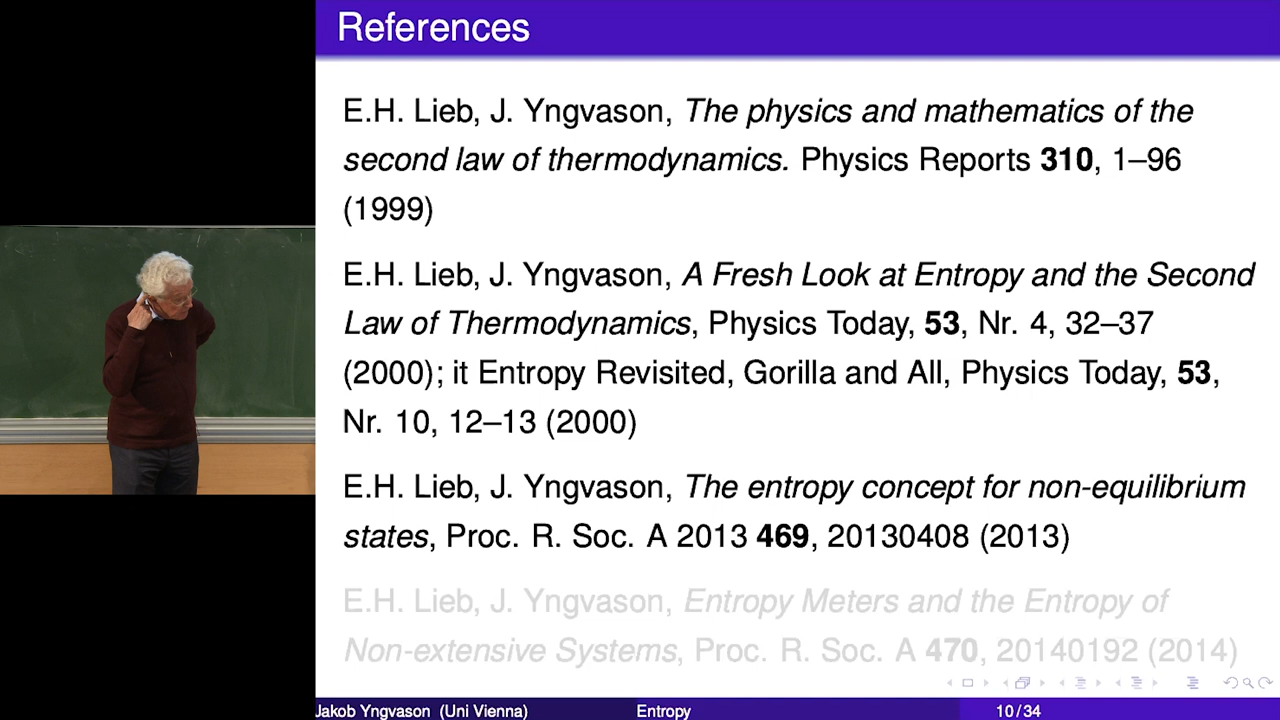 References
E.H. Lieb, J. Yngvason, The physics and mathematics of the
second law of thermodynamics. Physics Reports 310, 1–96
(1999)
E.H. Lieb, J. Yngvason, A Fresh Look at Entropy and the Second
Law of Thermodynamics, Physics Today, 53, Nr. 4, 32–37
(2000); it Entropy Revisited, Gorilla and All, Physics Today, 53,
Nr. 10, 12–13 (2000)
E.H. Lieb, J. Yngvason, The entropy concept for non-equilibrium
states, Proc. R. Soc. A 2013 469, 20130408 (2013)
E.H. Lieb, J. Yngvason, Entropy Meters and the Entropy of
Non-extensive Systems, Proc. R. Soc. A 470, 20140192 (2014)
Jakob Yngvason (Uni Vienna) Entropy 10/34